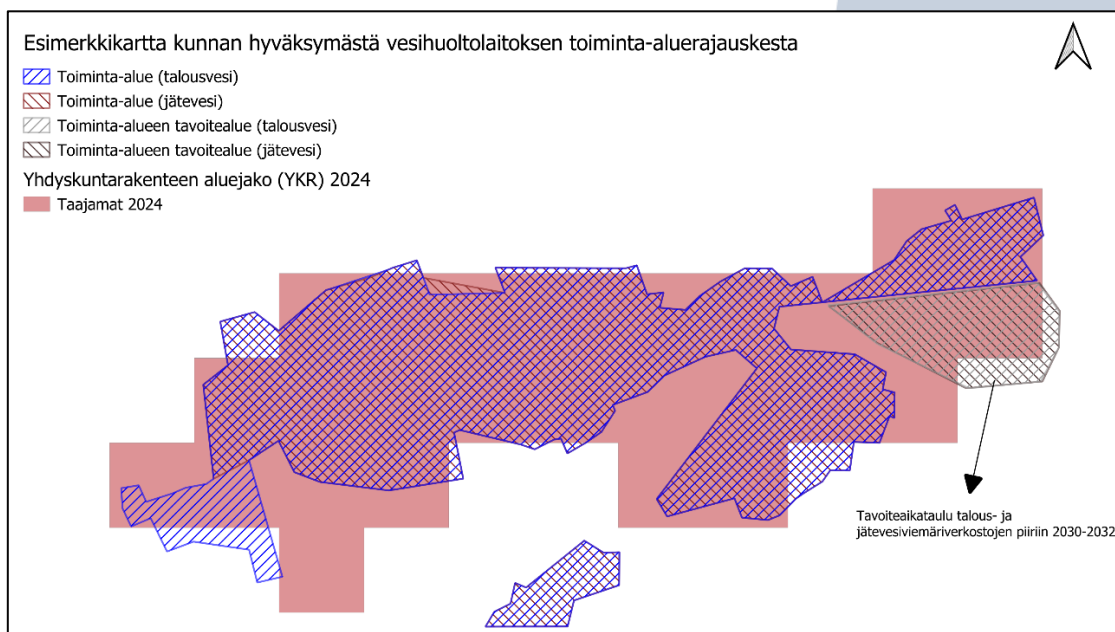 Esimerkkikartta kunnan hyväksymästä vesihuoltolaitoksen toiminta-aluerajauskesta
Toiminta-alue (talousvesi)
Toiminta-alue (jätevesi)
Toiminta-alueen tavoitealue (talousvesi)
Toiminta-alueen tavoitealue (jätevesi)
Yhdyskuntarakenteen aluejako (YKR) 2024
Taajamat 2024
Tavoiteaikataulu talous- ja
jätevesiviemäriverkostojen piiriin 2030-2032